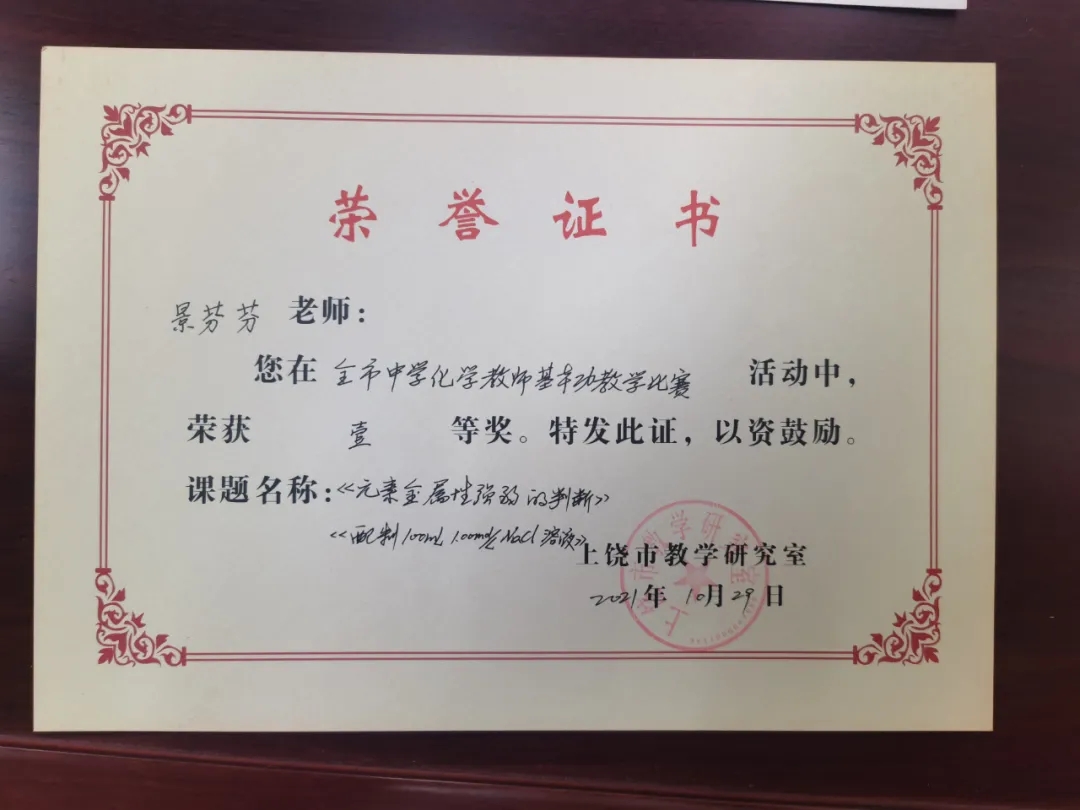 荣誉证书
景芬芬 老师：
您在 全市中学化学教师基本功教学比赛 活动中，
荣获 壹 等奖。特发此证，以资鼓励。
课题名称：《元素金属性强弱的判断》
《配制100mL 1.00mol/L NaCl溶液》
上饶市教学研究室
2021年10月29日